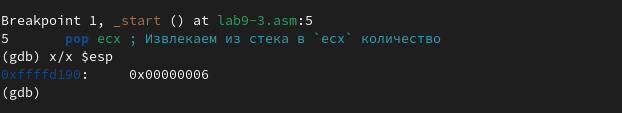 Breakpoint 1, _start () at lab9-3.asm:5
5       pop ecx ; Извлекаем из стека в `ecx` количество
(gdb) x/x $esp
0xffffd190:     0x00000006
(gdb)